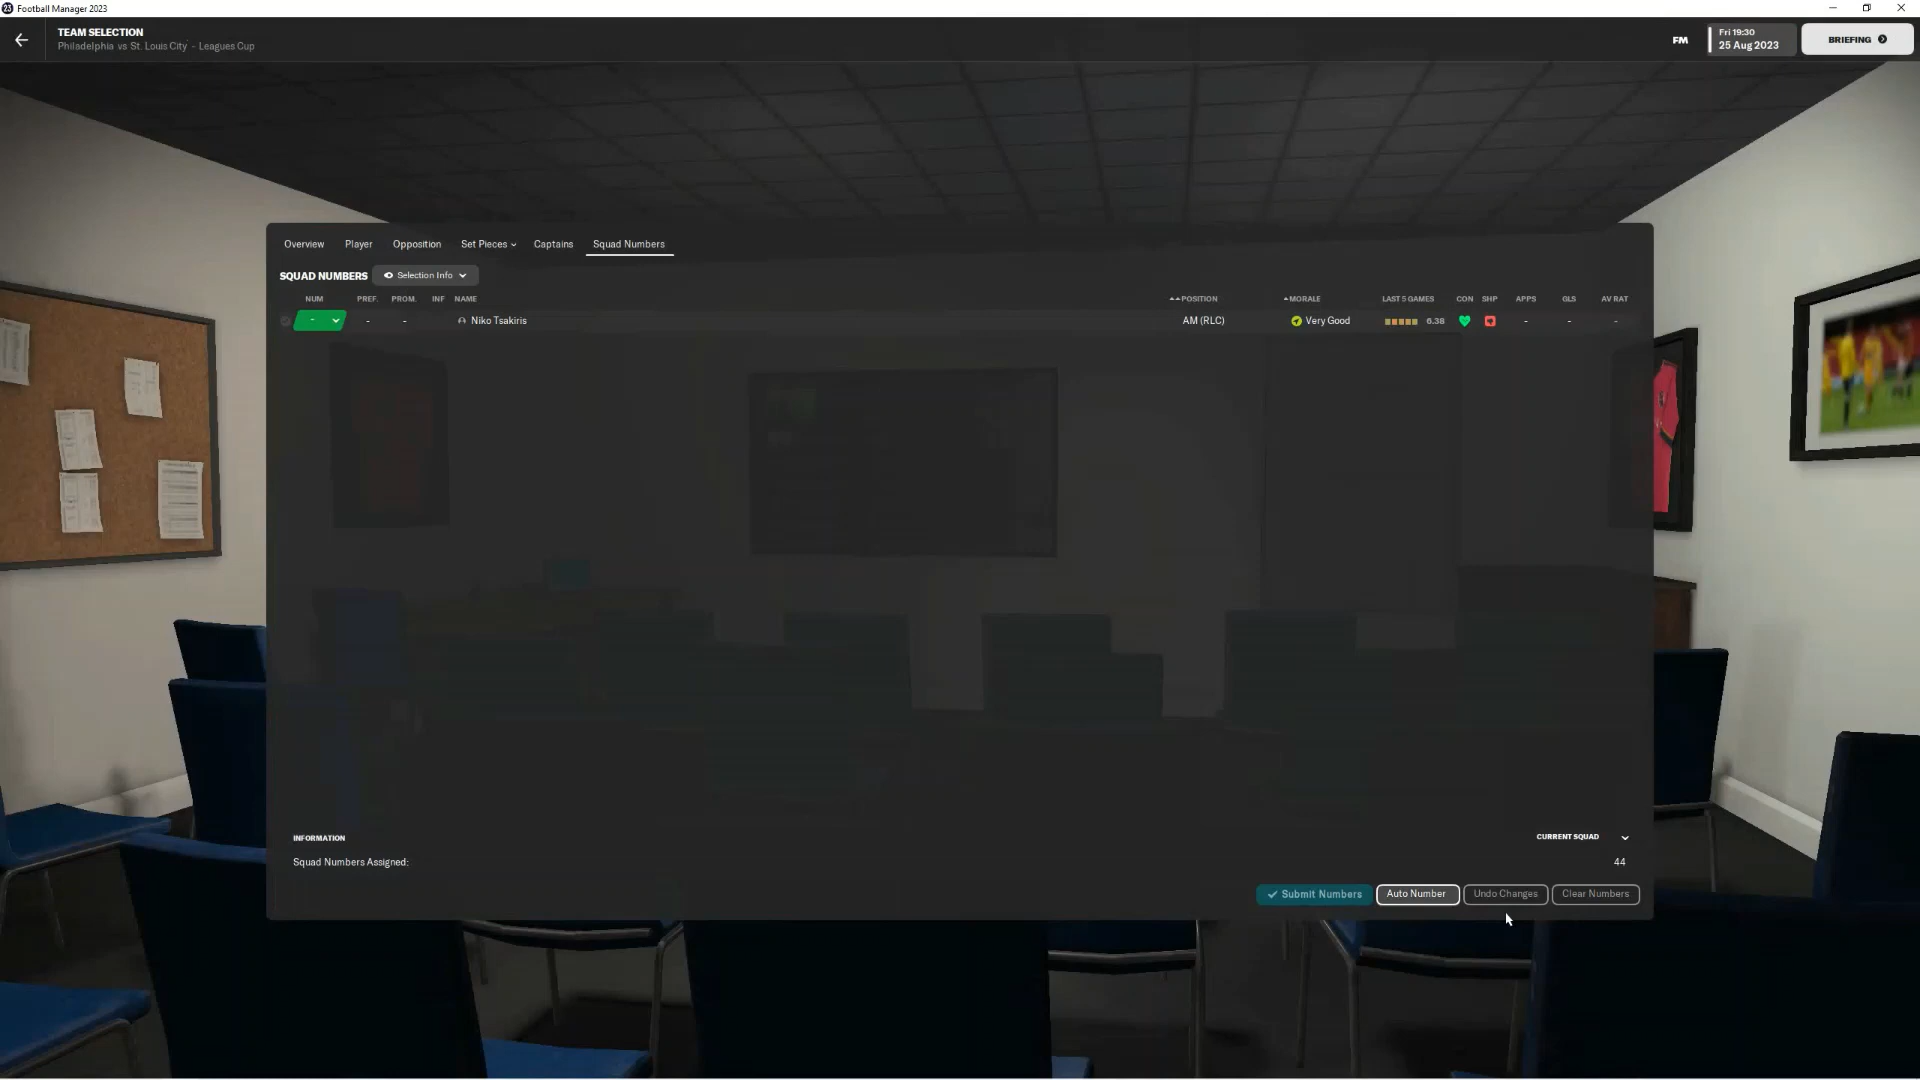 Football Manager 2023
TEAM SELECTION
Philadelphia vs St. Louis City - Leagues Cup
FM
Fri 19:30
25 Aug 2023
BRIEFING
Overview Player Opposition Set Pieces Captains Squad Numbers
SQUAD NUMBERS Selection Info
NUM PREF. PROM. INF NAME POSITION MORALE LAST 5 GAMES CON SHP APPS GLS AV RAT
- - - Niko Tsakiris AM (RLC) Very Good 6.38 - - -
INFORMATION CURRENT SQUAD
Squad Numbers Assigned: 44
Submit Numbers Auto Number Undo Changes Clear Numbers